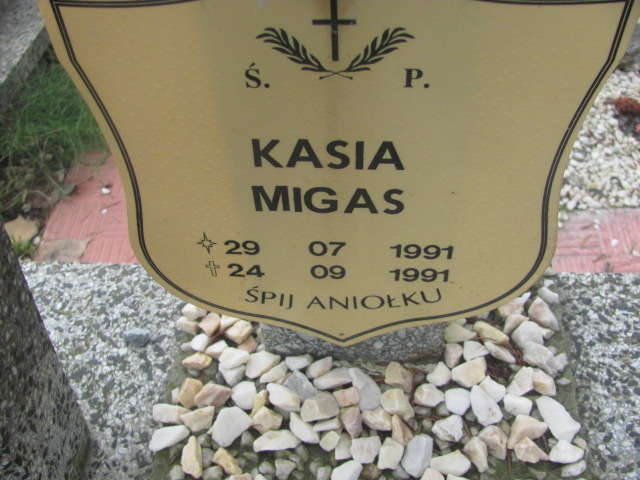 Ś. P.
KASIA
MIGAS
29 07 1991
24 09 1991
ŚPIJ ANIOŁKU